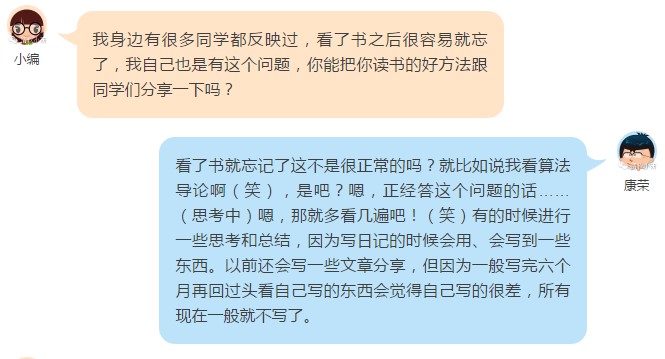 我身边有很多同学都反映过，看了书之后很容易就忘
了，我自己也是有这个问题，你能把你读书的好方法跟
同学们分享一下吗？
小编
看了书就忘记了这不是很正常的吗？就比如说我看算法
导论啊（笑），是吧？嗯，正经答这个问题的话……
（思考中）嗯，那就多看几遍吧！（笑）有的时候进行
一些思考和总结，因为写日记的时候会用、会写到一些
东西。以前还会写一些文章分享，但因为一般写完六个
月再回过头看自己写的东西会觉得自己写的很差，所有
现在一般就不写了。
康荣